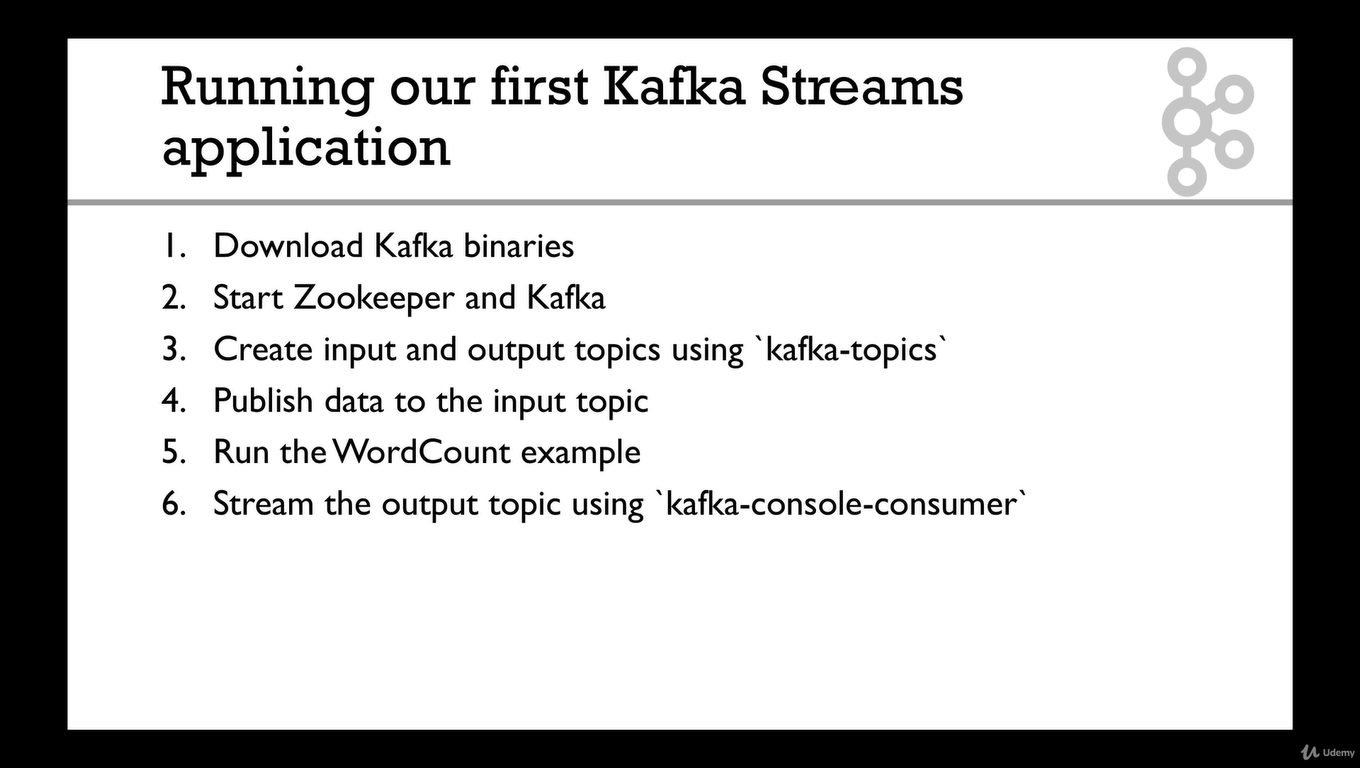 Running our first Kafka Streams
application
1. Download Kafka binaries
2. Start Zookeeper and Kafka
3. Create input and output topics using `kafka-topics`
4. Publish data to the input topic
5. Run the WordCount example
6. Stream the output topic using `kafka-console-consumer`
Udemy